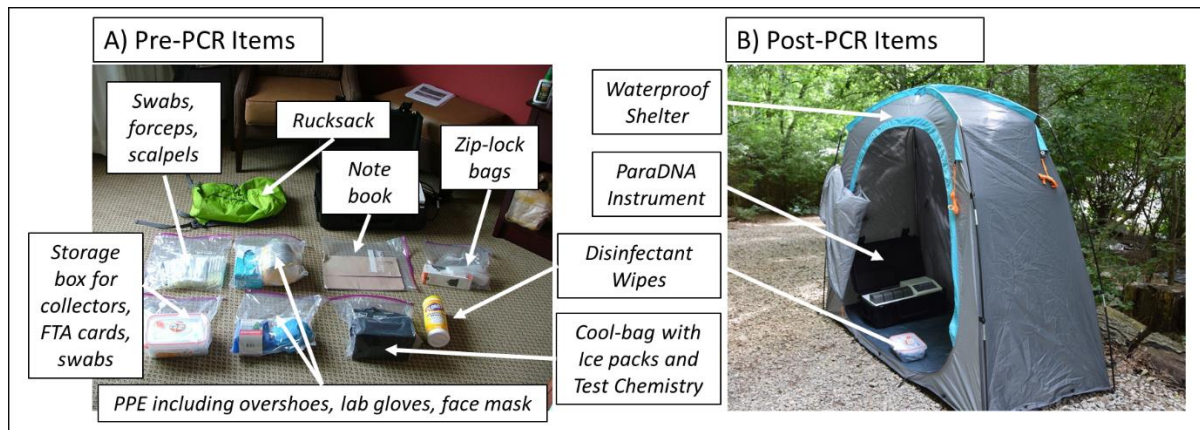 A) Pre-PCR Items
Swabs,
forceps,
scalpels
Rucksack
Note
book
Zip-lock
bags
Storage
box for
collectors,
FTA cards,
swabs
PPE including overshoes, lab gloves, face mask
B) Post-PCR Items
Waterproof
Shelter
ParaDNA
Instrument
Disinfectant
Wipes
Cool-bag with
Ice packs and
Test Chemistry